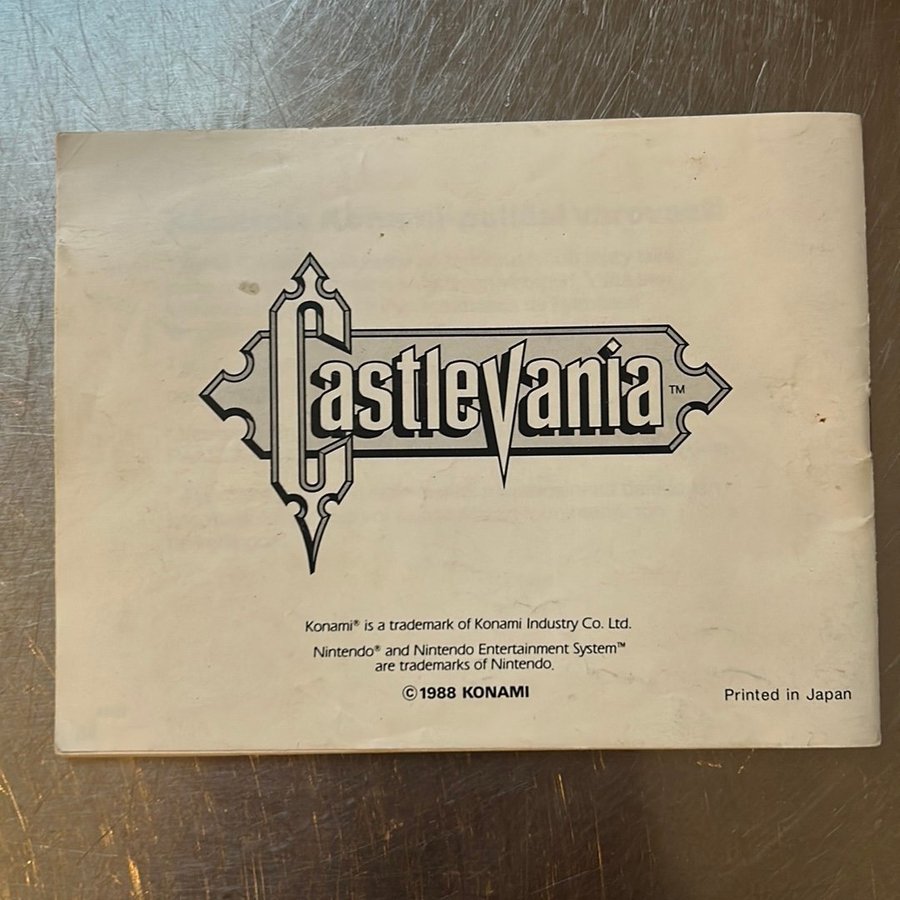 Castlevania™
Konami® is a trademark of Konami Industry Co. Ltd.
Nintendo® and Nintendo Entertainment System™
are trademarks of Nintendo.
©1988 KONAMI
Printed in Japan